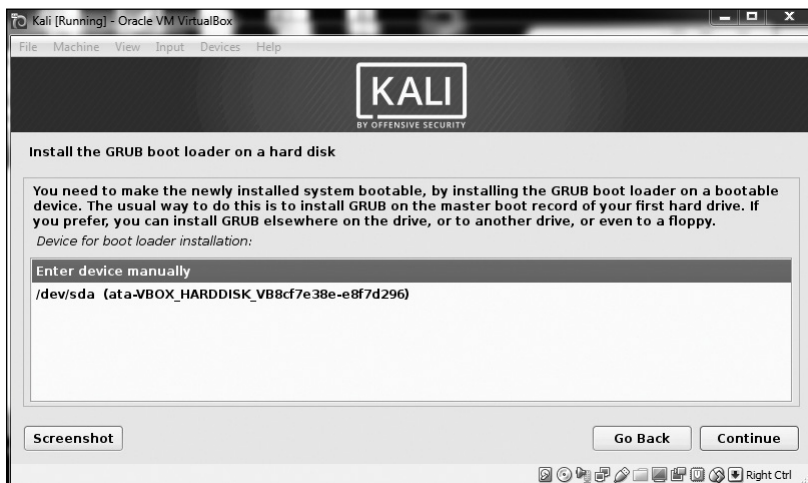 Kali [Running] - Oracle VM VirtualBox
File Machine View Input Devices Help
KALI
BY OFFENSIVE SECURITY
Install the GRUB boot loader on a hard disk
You need to make the newly installed system bootable, by installing the GRUB boot loader on a bootable
device. The usual way to do this is to install GRUB on the master boot record of your first hard drive. If
you prefer, you can install GRUB elsewhere on the drive, or to another drive, or even to a floppy.
Device for boot loader installation:
Enter device manually
/dev/sda (ata-VBOX_HARDDISK_VB8cf7e38e-e8f7d296)
Screenshot
Go Back
Continue
Right Ctrl